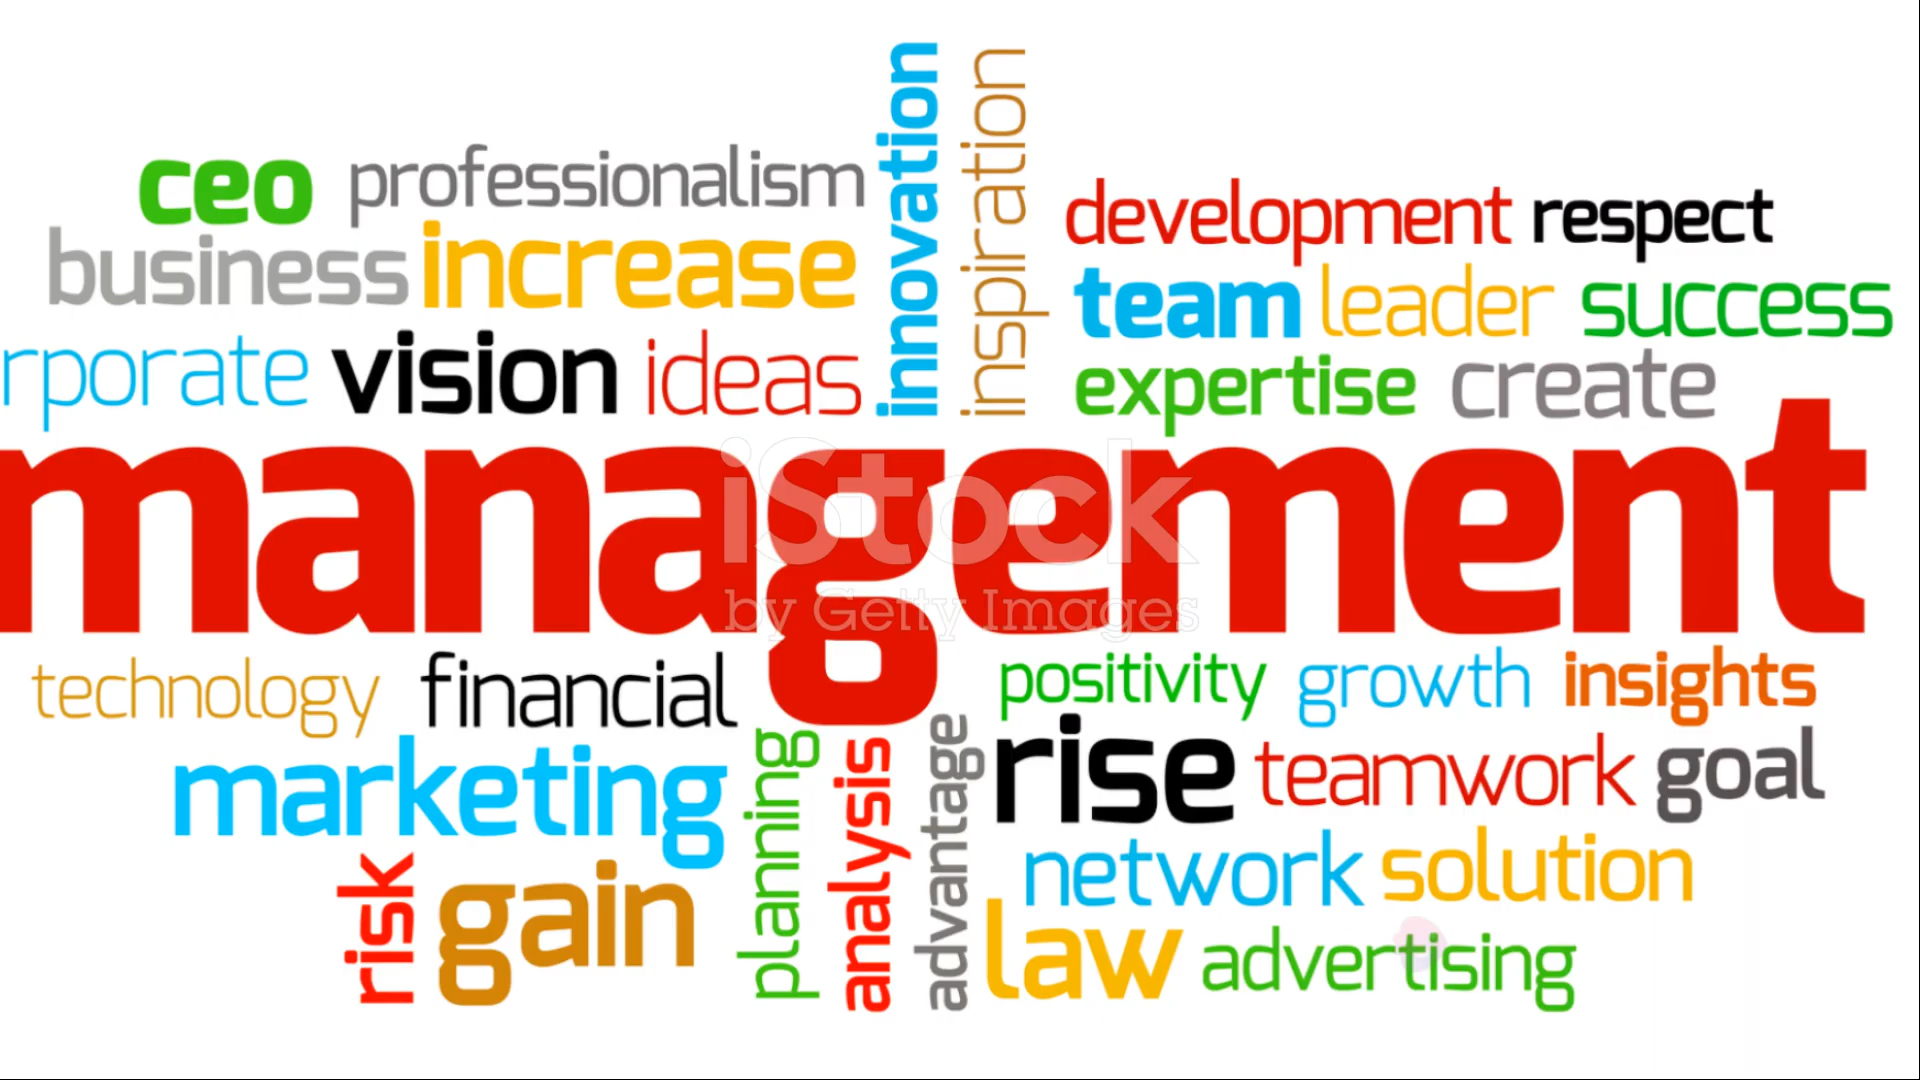 innovation
inspiration
ceo professionalism
development respect
business increase
team leader success
rporate vision ideas
expertise create
management
iStock
by Getty Images
technology financial
positivity growth insights
marketing
rise teamwork goal
planning
analysis
advantage
network solution
risk gain
law advertising